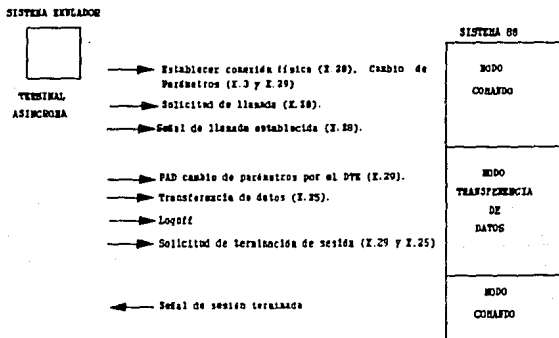 SISTEMA EMULADOR
SISTEMA 88
Establecer conexión física (X.28), Cambio de
Parámetros (X.3 y X.29)
MODO
COMANDO
TERMINAL
ASINCRONA
Solicitud de llamada (X.28).
Señal de llamada establecida (X.28).
PAD cambio de parámetros por el DTE (X.29).
Transferencia de datos (X.25).
Logoff
Solicitud de terminación de sesión (X.29 y X.25)
MODO
TRANSFERENCIA
DE
DATOS
Señal de sesión terminada
MODO
COMANDO